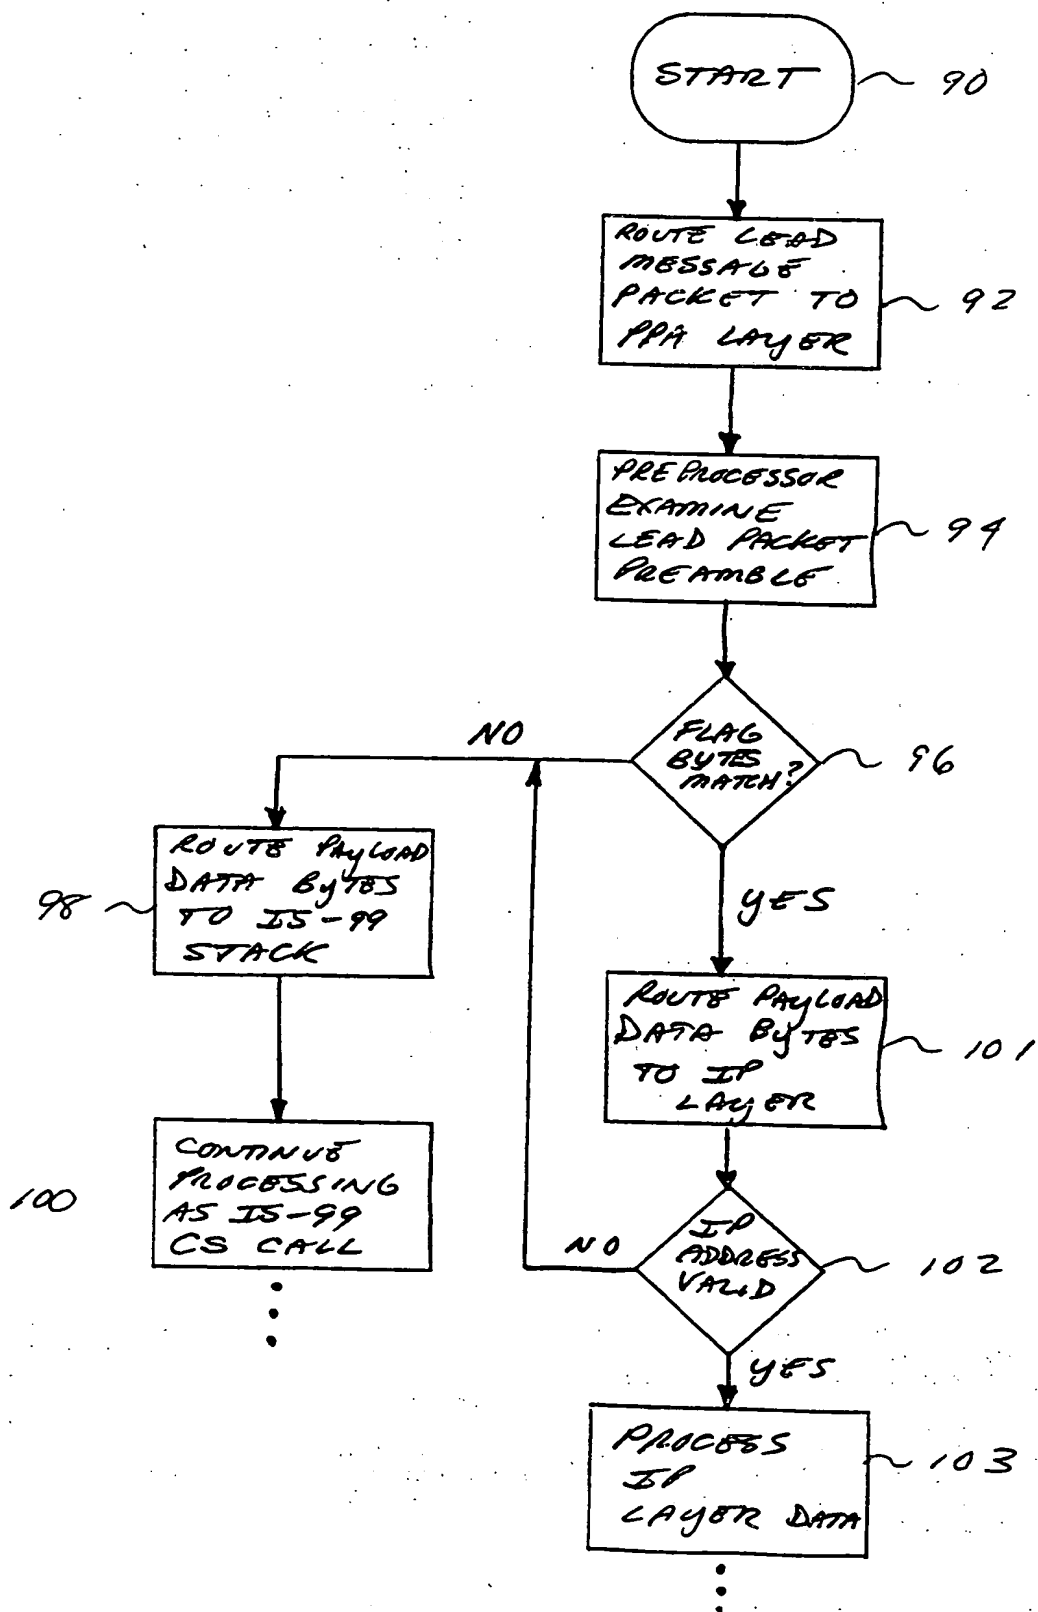 START
90
ROUTE LEAD
MESSAGE
PACKET TO
PPA LAYER
92
PREPROCESSOR
EXAMINE
LEAD PACKET
PREAMBLE
94
FLAG
BYTES
MATCH?
96
NO
YES
ROUTE PAYLOAD
DATA BYTES
TO IS-99
STACK
98
ROUTE PAYLOAD
DATA BYTES
TO IP
LAYER
101
CONTINUE
PROCESSING
AS IS-99
CS CALL
100
IP
ADDRESS
VALID
102
NO
YES
PROCESS
IP
LAYER DATA
103